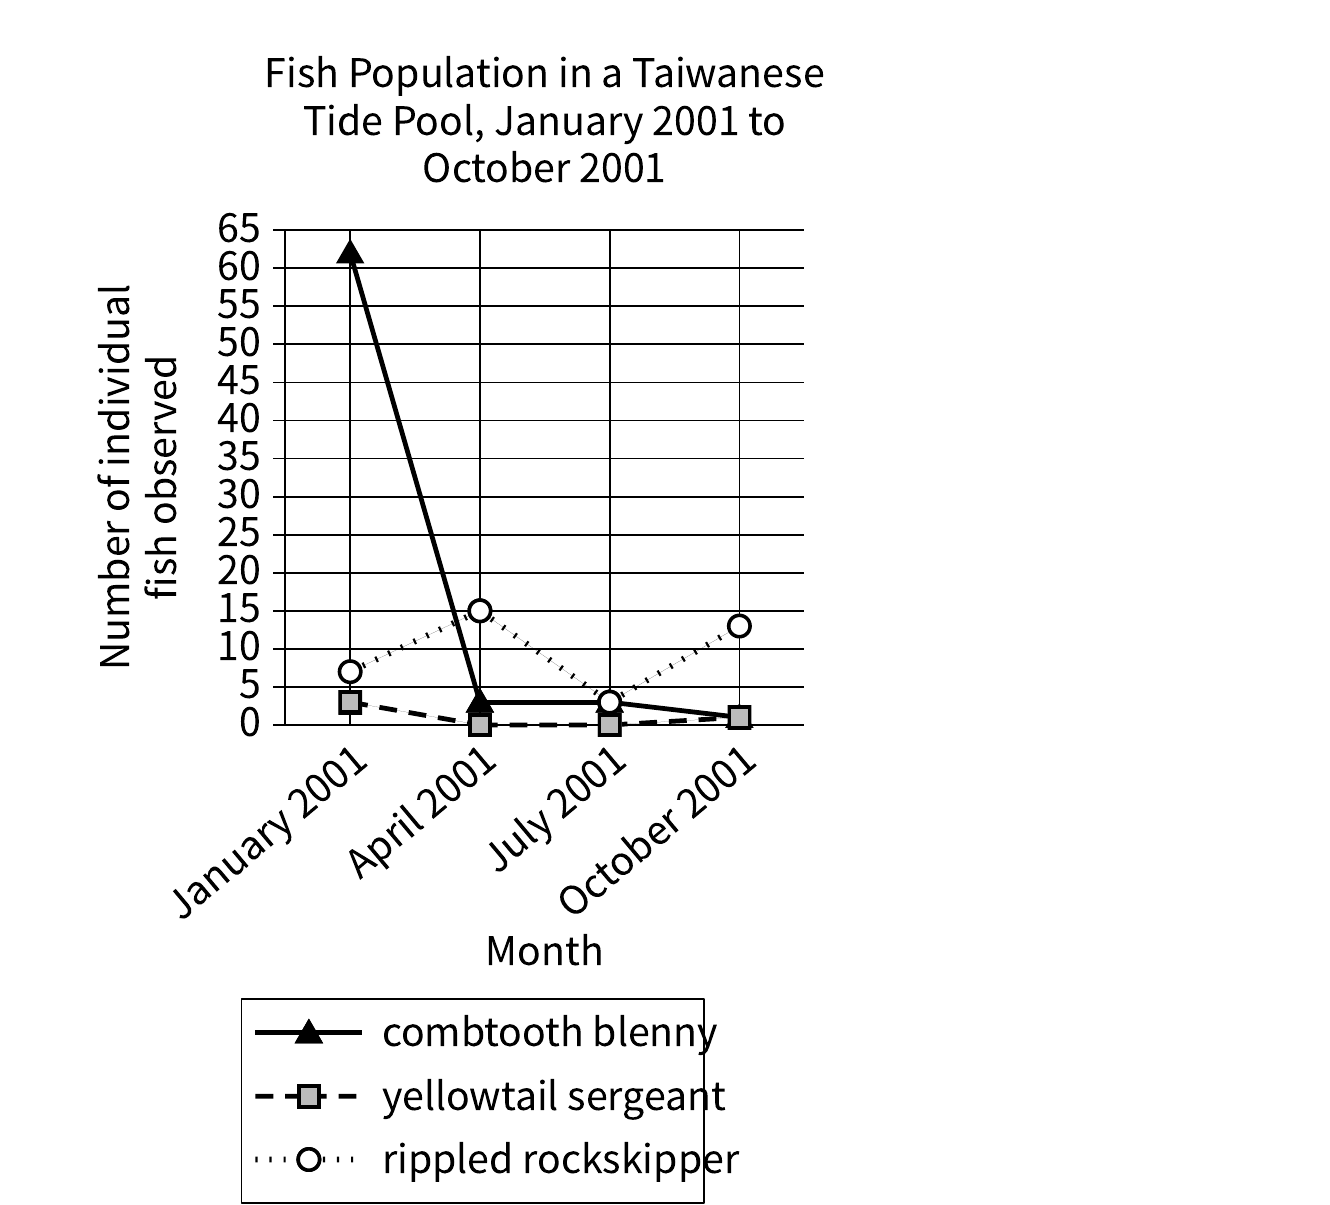 Fish Population in a Taiwanese
Tide Pool, January 2001 to
October 2001
Number of individual
fish observed
65
60
55
50
45
40
35
30
25
20
15
10
5
0
January 2001
April 2001
July 2001
October 2001
Month
combtooth blenny
yellowtail sergeant
rippled rockskipper